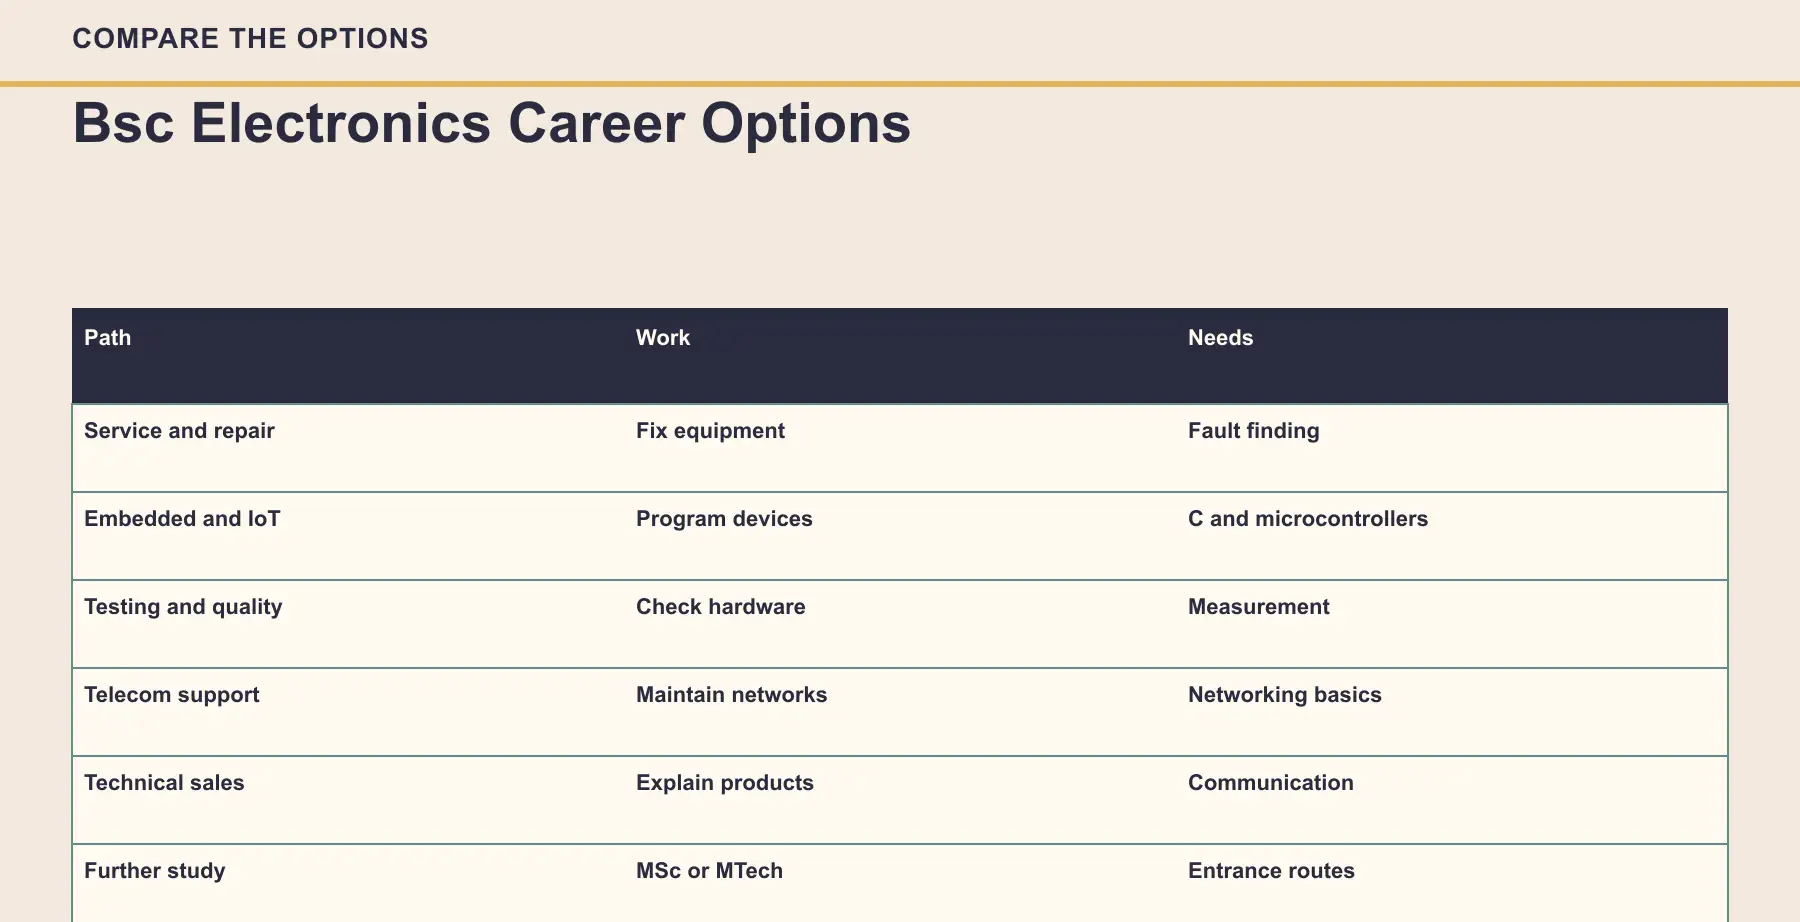 COMPARE THE OPTIONS
Bsc Electronics Career Options
Path Work Needs
Service and repair Fix equipment Fault finding
Embedded and IoT Program devices C and microcontrollers
Testing and quality Check hardware Measurement
Telecom support Maintain networks Networking basics
Technical sales Explain products Communication
Further study MSc or MTech Entrance routes